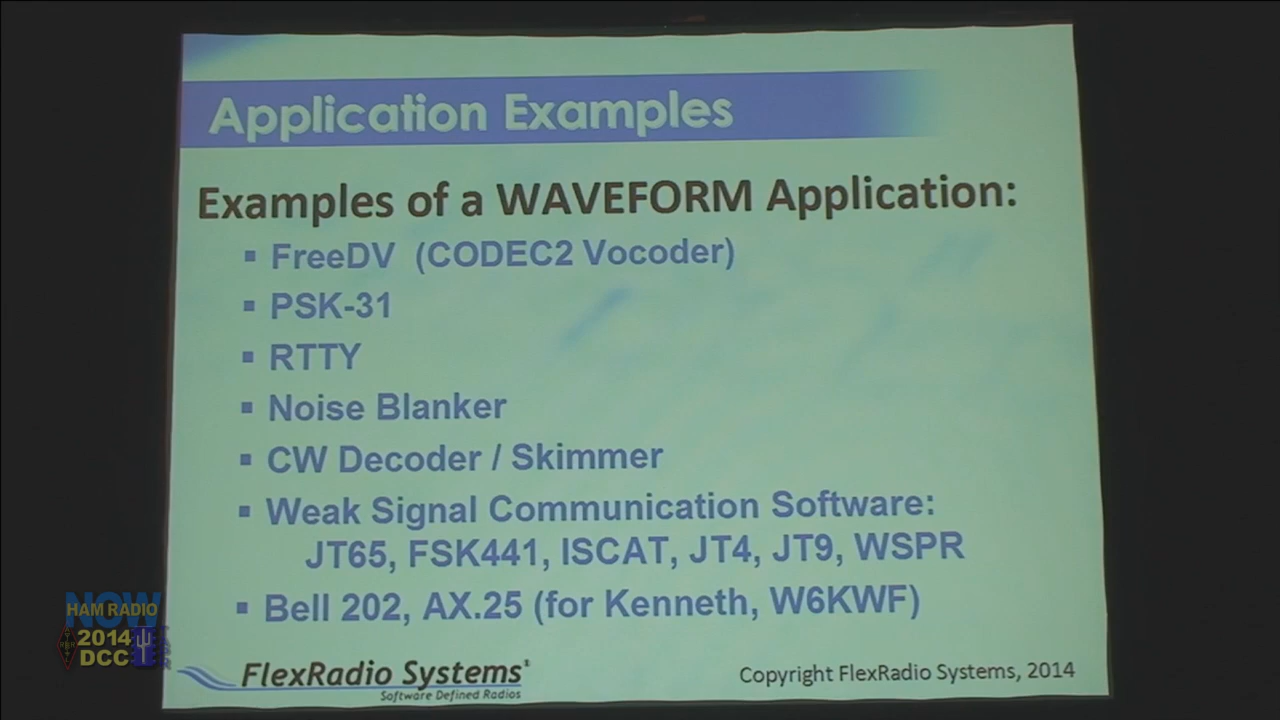 Application Examples
Examples of a WAVEFORM Application:
▪ FreeDV (CODEC2 Vocoder)
▪ PSK-31
▪ RTTY
▪ Noise Blanker
▪ CW Decoder / Skimmer
▪ Weak Signal Communication Software:
JT65, FSK441, ISCAT, JT4, JT9, WSPR
▪ Bell 202, AX.25 (for Kenneth, W6KWF)
FlexRadio Systems
Software Defined Radios
Copyright FlexRadio Systems, 2014
NOW
HAM RADIO
2014
DCC